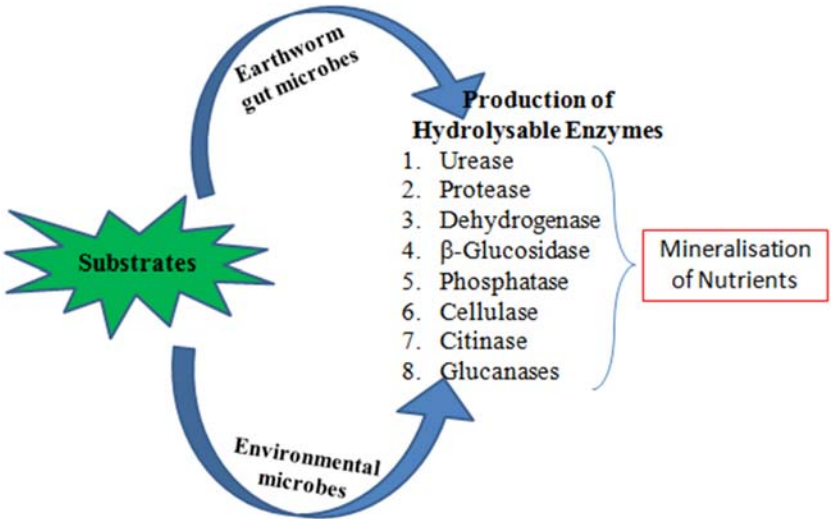 Earthworm
gut microbes
Production of
Hydrolysable Enzymes
1. Urease
2. Protease
3. Dehydrogenase
4. β-Glucosidase
5. Phosphatase
6. Cellulase
7. Citinase
8. Glucanases
Substrates
Mineralisation
of Nutrients
Environmental
microbes